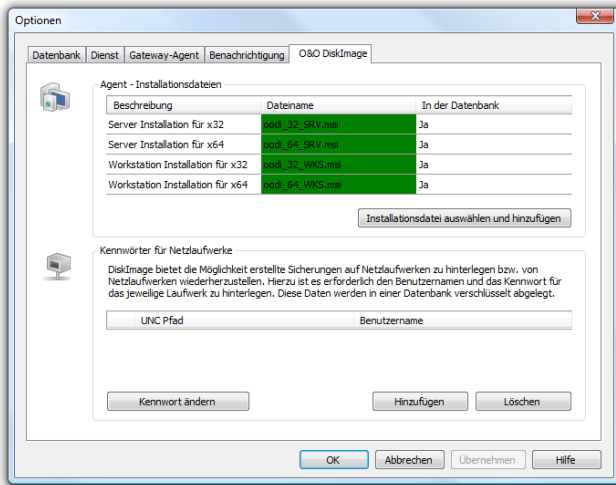 Optionen
Datenbank Dienst Gateway-Agent Benachrichtigung O&O DiskImage
Agent - Installationsdateien
Beschreibung Dateiname In der Datenbank
Server Installation für x32 oodi_32_SRV.msi Ja
Server Installation für x64 oodi_64_SRV.msi Ja
Workstation Installation für x32 oodi_32_WKS.msi Ja
Workstation Installation für x64 oodi_64_WKS.msi Ja
Installationsdatei auswählen und hinzufügen
Kennwörter für Netzlaufwerke
DiskImage bietet die Möglichkeit erstellte Sicherungen auf Netzlaufwerken zu hinterlegen bzw. von
Netzlaufwerken wiederherzustellen. Hierzu ist es erforderlich den Benutzernamen und das Kennwort für
das jeweilige Laufwerk zu hinterlegen. Diese Daten werden in einer Datenbank verschlüsselt abgelegt.
UNC Pfad Benutzername
Kennwort ändern Hinzufügen Löschen
OK Abbrechen Übernehmen Hilfe